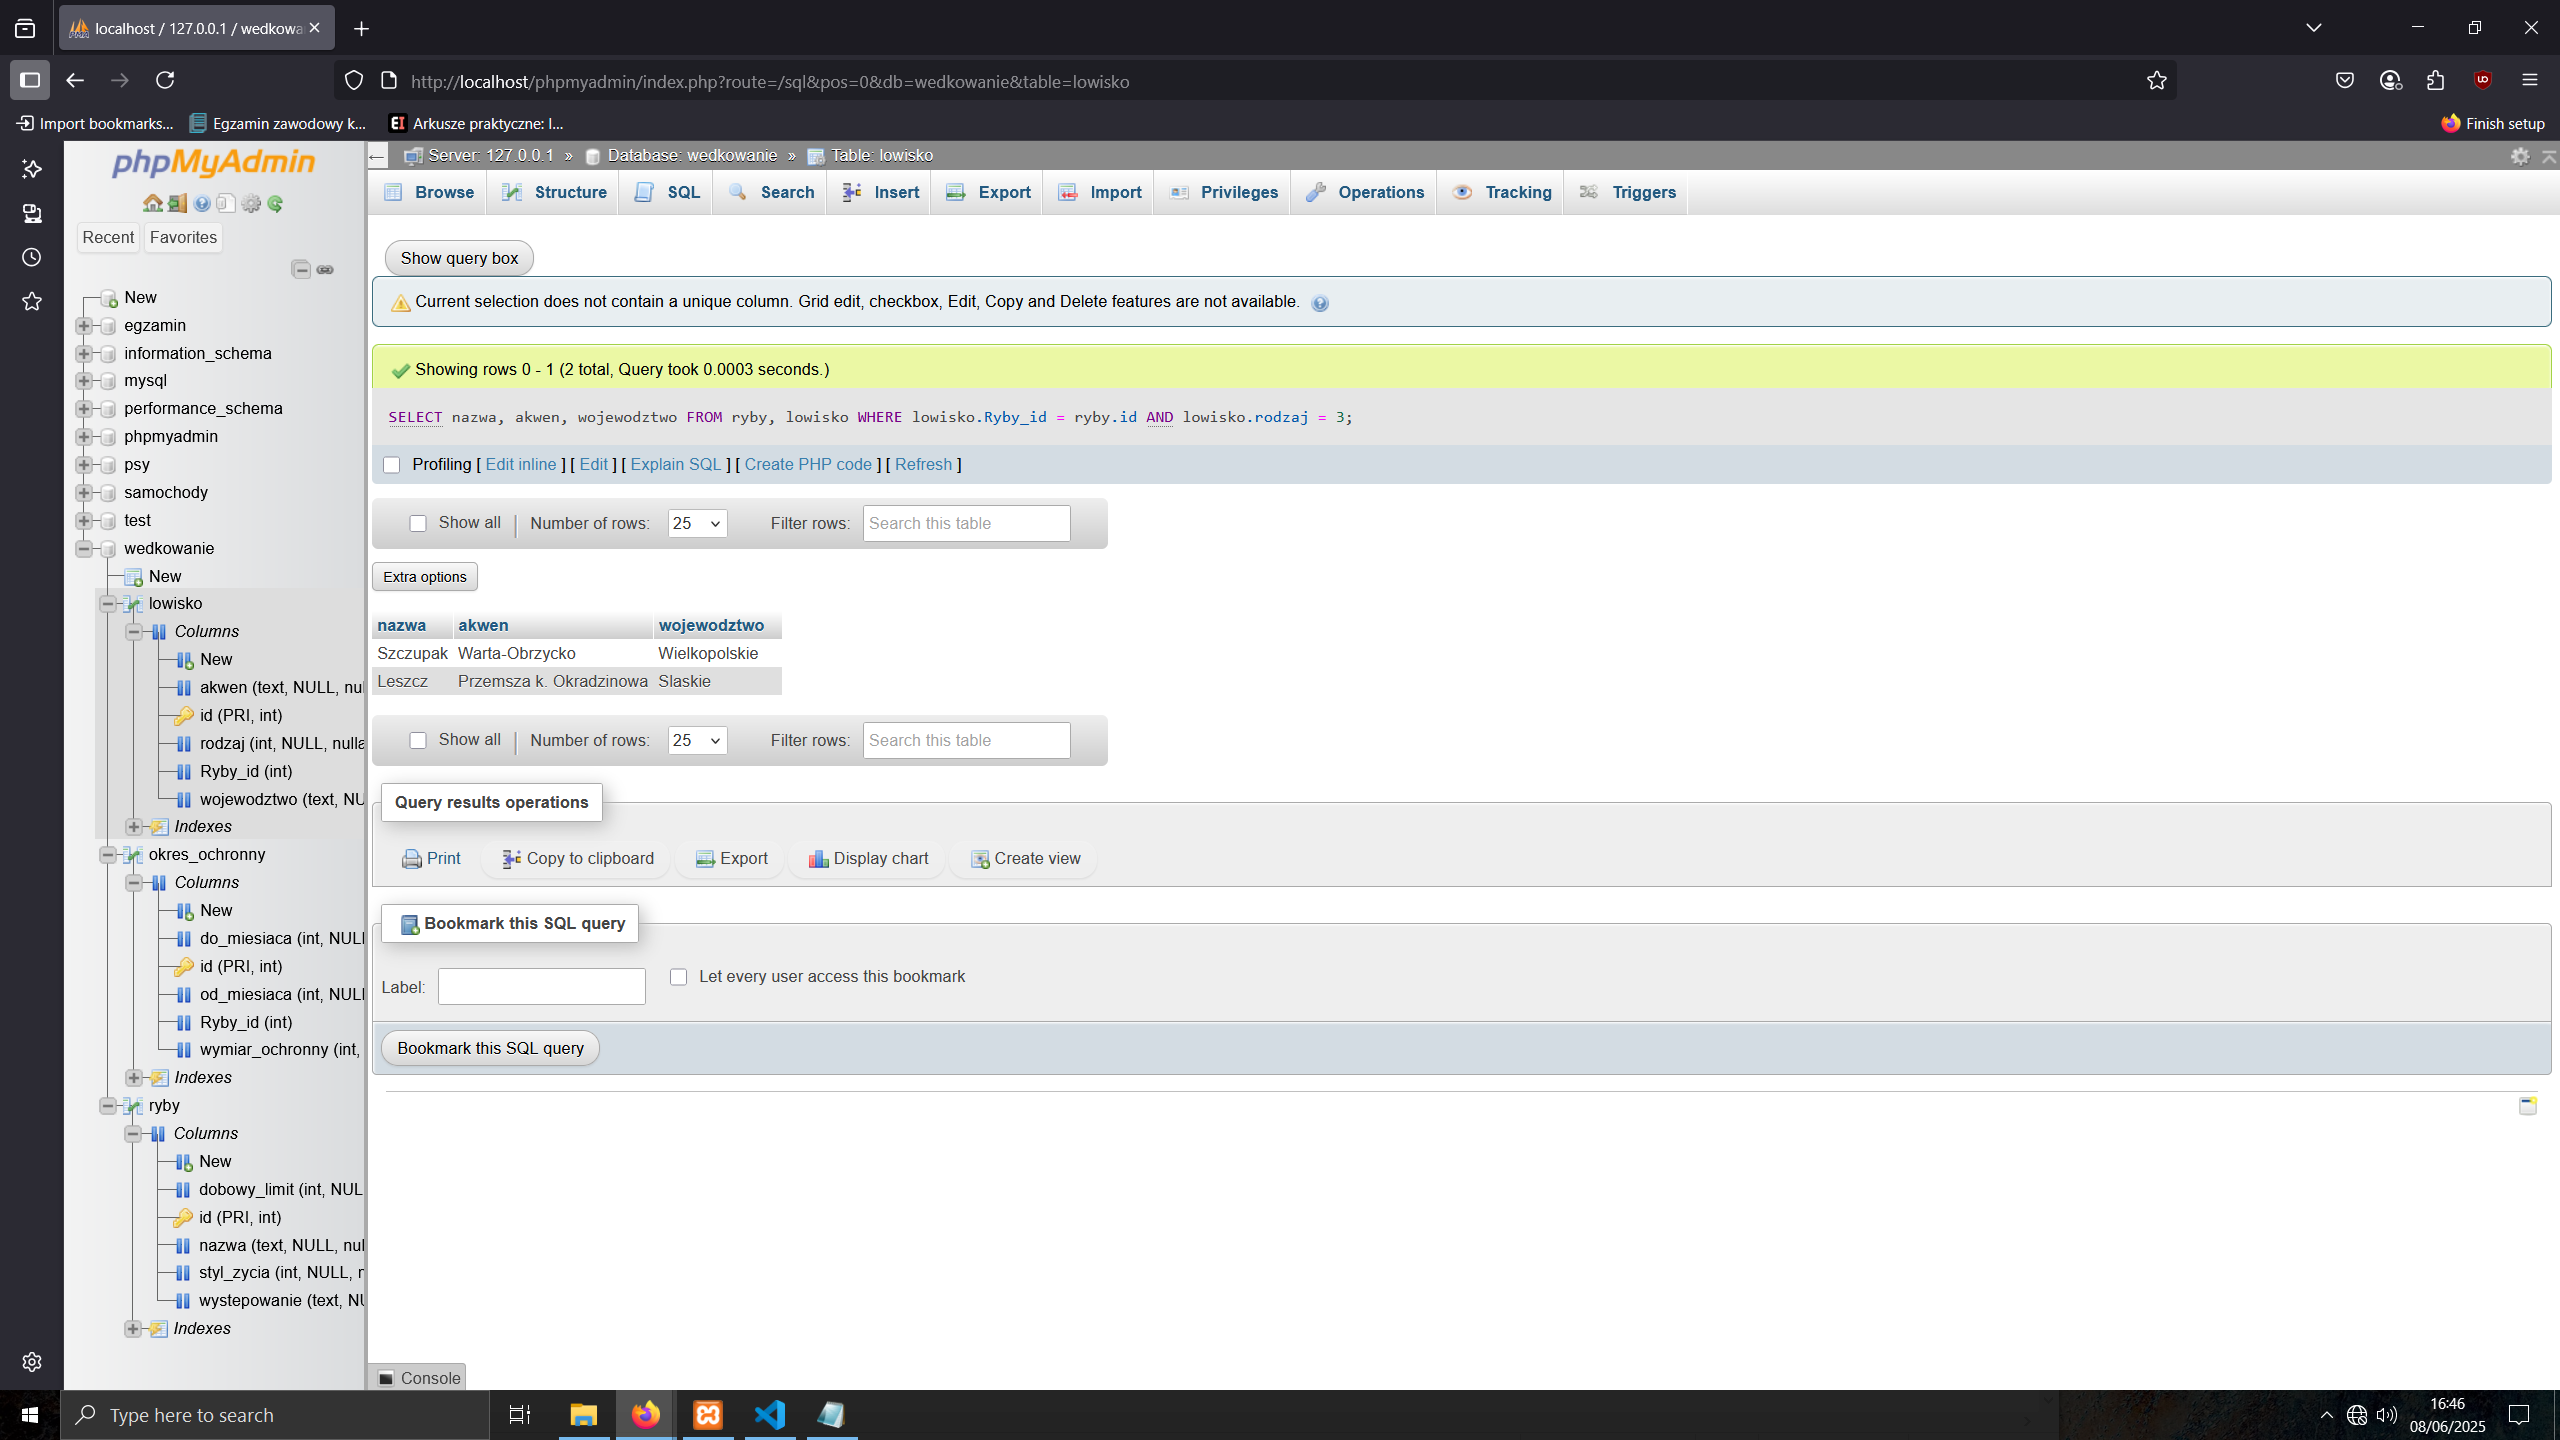 localhost / 127.0.0.1 / wedkowa
http://localhost/phpmyadmin/index.php?route=/sql&pos=0&db=wedkowanie&table=lowisko
Import bookmarks...
Egzamin zawodowy k...
EI
Arkusze praktyczne: I...
Finish setup
phpMyAdmin
Recent
Favorites
New
egzamin
information_schema
mysql
performance_schema
phpmyadmin
psy
samochody
test
wedkowanie
New
lowisko
Columns
New
akwen (text, NULL, nul
id (PRI, int)
rodzaj (int, NULL, nulla
Ryby_id (int)
wojewodztwo (text, NU
Indexes
okres_ochronny
Columns
New
do_miesiaca (int, NULL
id (PRI, int)
od_miesiaca (int, NULL
Ryby_id (int)
wymiar_ochronny (int,
Indexes
ryby
Columns
New
dobowy_limit (int, NUL
id (PRI, int)
nazwa (text, NULL, nul
styl_zycia (int, NULL, n
wystepowanie (text, NU
Indexes
Server: 127.0.0.1 » Database: wedkowanie » Table: lowisko
Browse
Structure
SQL
Search
Insert
Export
Import
Privileges
Operations
Tracking
Triggers
Show query box
Current selection does not contain a unique column. Grid edit, checkbox, Edit, Copy and Delete features are not available.
Showing rows 0 - 1 (2 total, Query took 0.0003 seconds.)
SELECT nazwa, akwen, wojewodztwo FROM ryby, lowisko WHERE lowisko.Ryby_id = ryby.id AND lowisko.rodzaj = 3;
Profiling [ Edit inline ] [ Edit ] [ Explain SQL ] [ Create PHP code ] [ Refresh ]
Show all | Number of rows: 25 Filter rows: Search this table
Extra options
nazwa akwen wojewodztwo
Szczupak Warta-Obrzycko Wielkopolskie
Leszcz Przemsza k. Okradzinowa Slaskie
Show all | Number of rows: 25 Filter rows: Search this table
Query results operations
Print
Copy to clipboard
Export
Display chart
Create view
Bookmark this SQL query
Label:
Let every user access this bookmark
Bookmark this SQL query
Console
Type here to search
16:46
08/06/2025